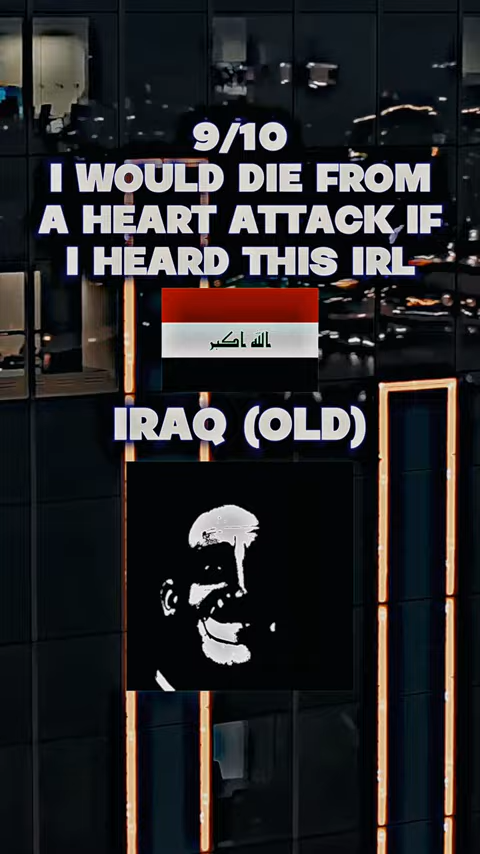 9/10
I WOULD DIE FROM
A HEART ATTACK IF
I HEARD THIS IRL
الله اكبر
IRAQ (OLD)